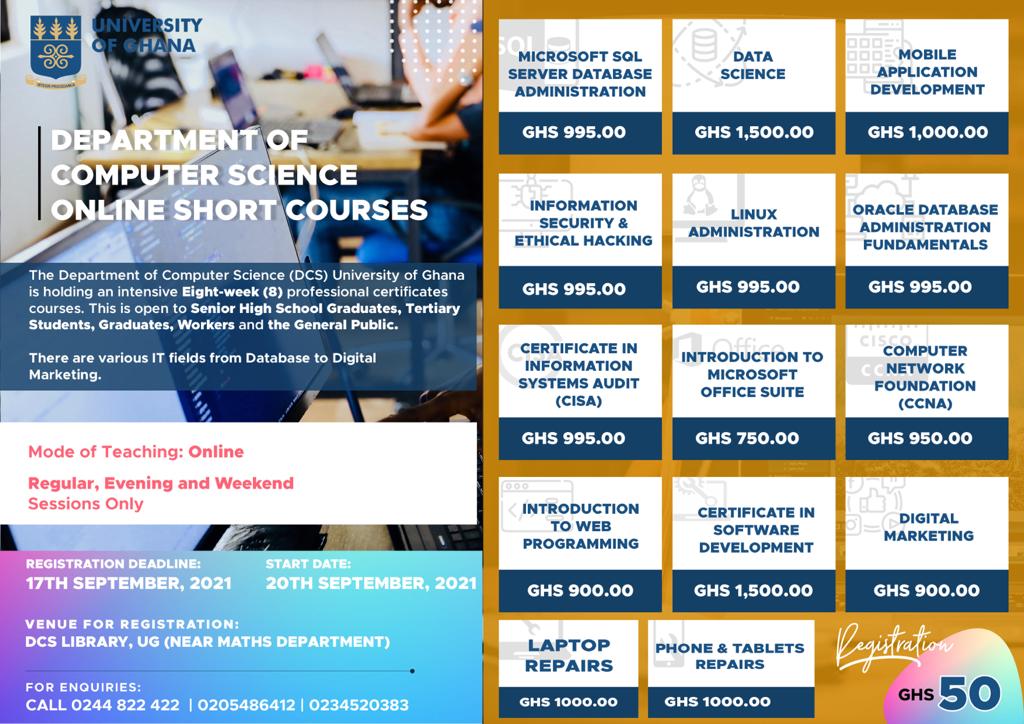 UNIVERSITY
OF GHANA
INTEGRI PROCEDAMUS
DEPARTMENT OF
COMPUTER SCIENCE
ONLINE SHORT COURSES
The Department of Computer Science (DCS) University of Ghana
is holding an intensive Eight-week (8) professional certificates
courses. This is open to Senior High School Graduates, Tertiary
Students, Graduates, Workers and the General Public.
There are various IT fields from Database to Digital
Marketing.
Mode of Teaching: Online
Regular, Evening and Weekend
Sessions Only
REGISTRATION DEADLINE:
17TH SEPTEMBER, 2021
START DATE:
20TH SEPTEMBER, 2021
VENUE FOR REGISTRATION:
DCS LIBRARY, UG (NEAR MATHS DEPARTMENT)
FOR ENQUIRIES:
CALL 0244 822 422 | 0205486412 | 0234520383
SQL
MICROSOFT SQL
SERVER DATABASE
ADMINISTRATION
GHS 995.00
DATA
SCIENCE
GHS 1,500.00
MOBILE
APPLICATION
DEVELOPMENT
GHS 1,000.00
INFORMATION
SECURITY &
ETHICAL HACKING
GHS 995.00
LINUX
ADMINISTRATION
GHS 995.00
ORACLE DATABASE
ADMINISTRATION
FUNDAMENTALS
GHS 995.00
CERTIFICATE IN
INFORMATION
SYSTEMS AUDIT
(CISA)
GHS 995.00
Office
INTRODUCTION TO
MICROSOFT
OFFICE SUITE
GHS 750.00
CISCO
COMPUTER
NETWORK
FOUNDATION
(CCNA)
GHS 950.00
INTRODUCTION
TO WEB
PROGRAMMING
GHS 900.00
CERTIFICATE IN
SOFTWARE
DEVELOPMENT
GHS 1,500.00
DIGITAL
MARKETING
GHS 900.00
LAPTOP
REPAIRS
GHS 1000.00
PHONE & TABLETS
REPAIRS
GHS 1000.00
Registration
GHS 50